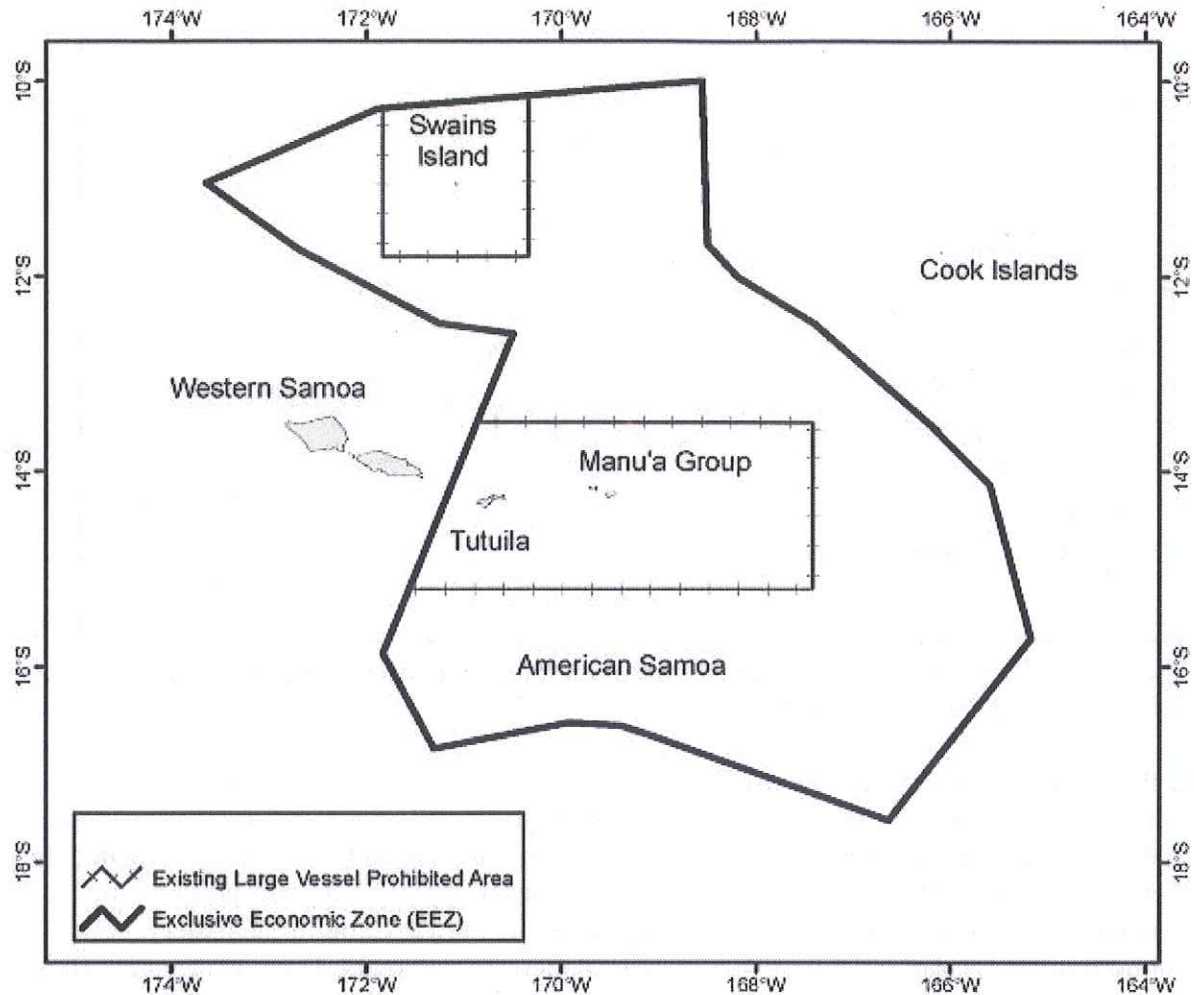 174°W 172°W 170°W 168°W 166°W 164°W
10°S 10°S
Swains
Island
12°S 12°S
Cook Islands
Western Samoa
14°S 14°S
Manu'a Group
Tutuila
16°S 16°S
American Samoa
18°S 18°S
Existing Large Vessel Prohibited Area
Exclusive Economic Zone (EEZ)
174°W 172°W 170°W 168°W 166°W 164°W